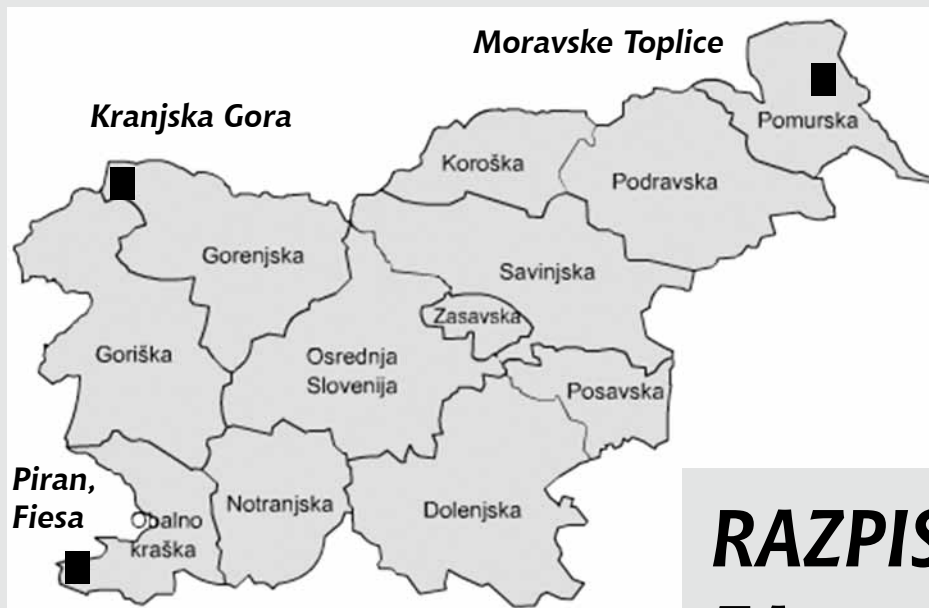 Moravske Toplice
Kranjska Gora
Pomurska
Koroška
Podravska
Gorenjska
Savinjska
Zasavska
Goriška
Osrednja
Slovenija
Posavska
Piran,
Fiesa
Notranjska
Dolenjska
Obalno
kraška
RAZPIS